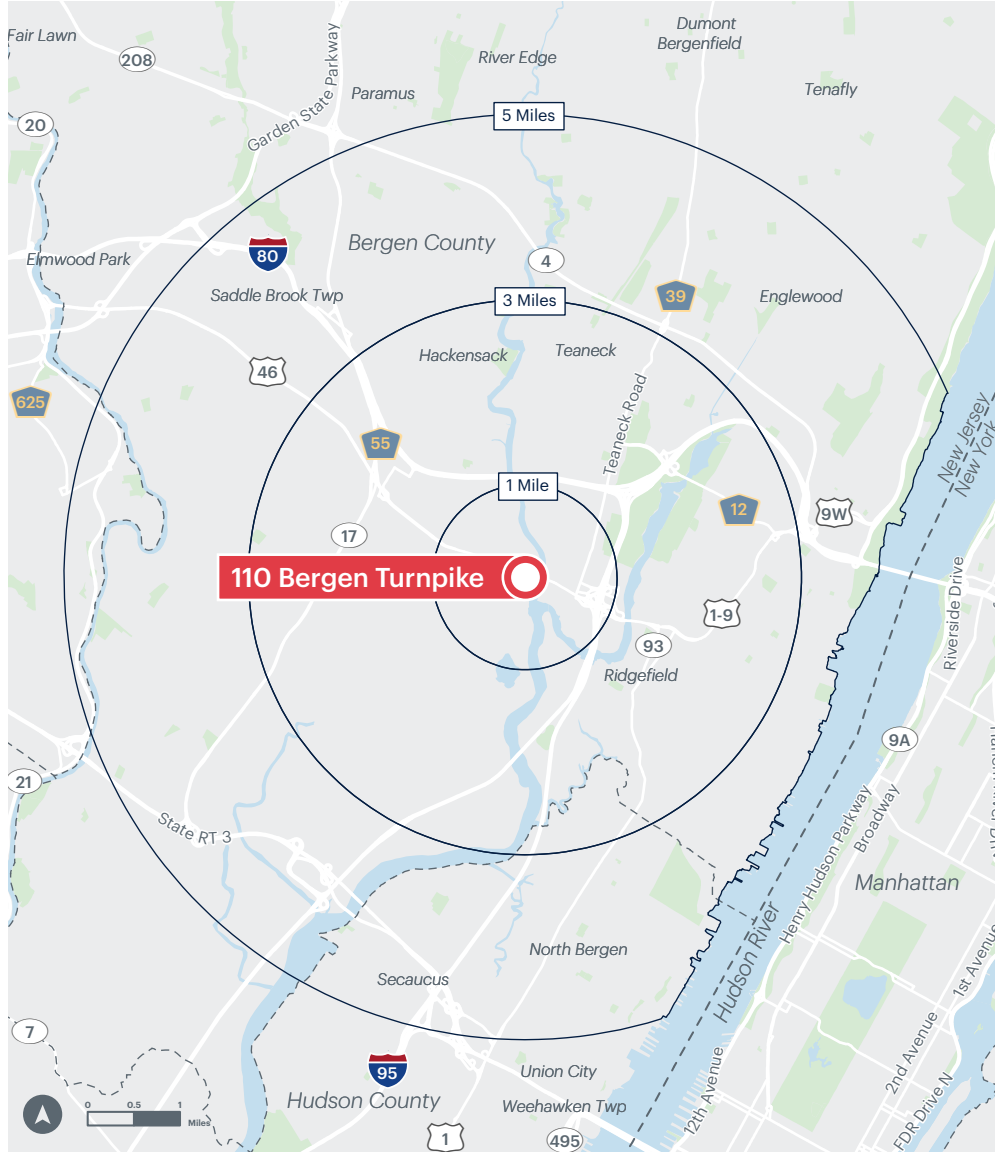 Fair Lawn
208
River Edge
Dumont
Bergenfield
Paramus
Tenafly
Garden State Parkway
20
5 Miles
Bergen County
Elmwood Park
80
4
Saddle Brook Twp
39
Englewood
3 Miles
Hackensack
Teaneck
46
625
Teaneck Road
55
New Jersey
New York
1 Mile
12
9W
17
110 Bergen Turnpike
Riverside Drive
1-9
93
Ridgefield
9A
21
State RT 3
Henry Hudson Parkway
Broadway
Manhattan
Hudson River
North Bergen
Secaucus
1st Avenue
7
2nd Avenue
95
Union City
12th Avenue
FDR Drive N
Hudson County
Weehawken Twp
0
0.5
1
Miles
1
495